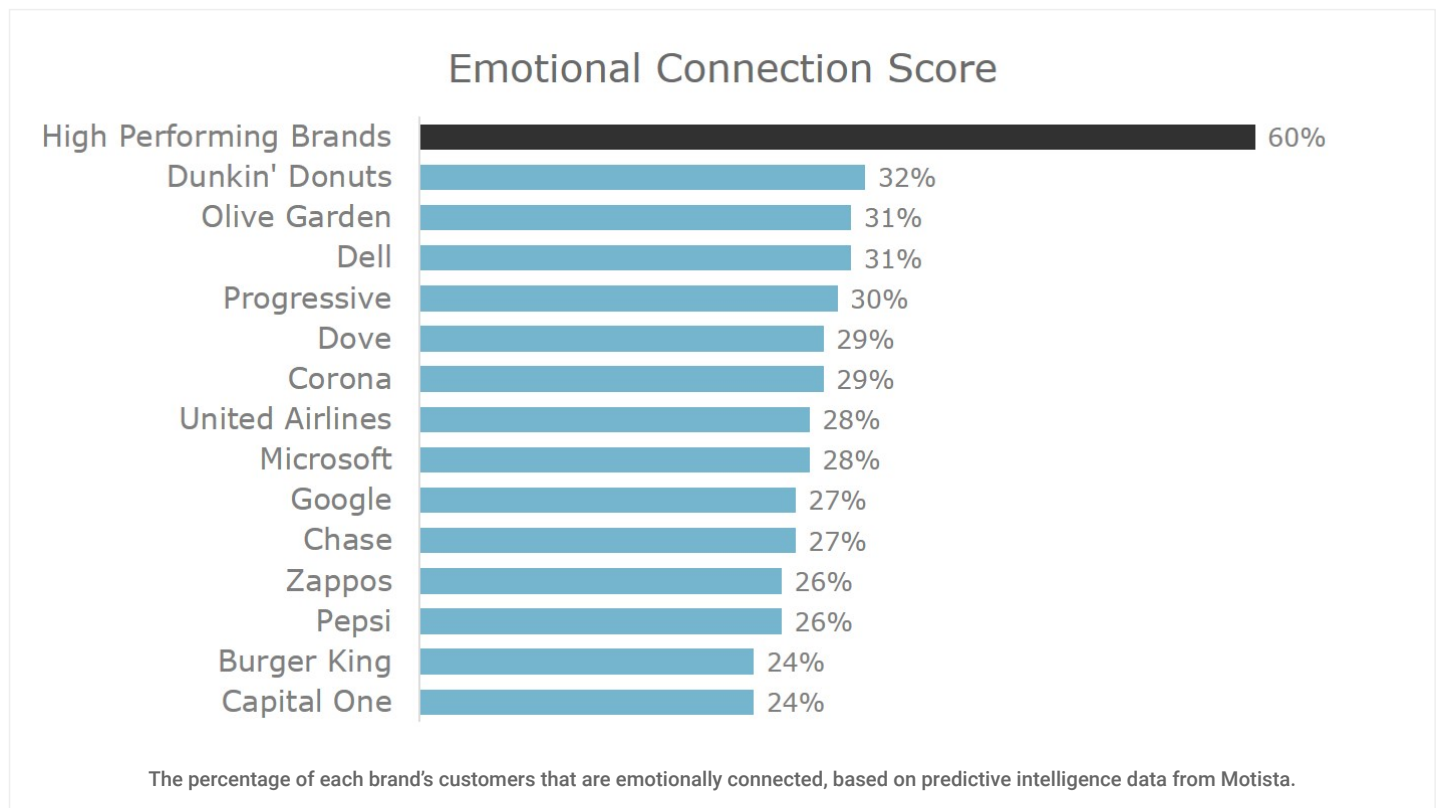 Emotional Connection Score
High Performing Brands 60%
Dunkin' Donuts 32%
Olive Garden 31%
Dell 31%
Progressive 30%
Dove 29%
Corona 29%
United Airlines 28%
Microsoft 28%
Google 27%
Chase 27%
Zappos 26%
Pepsi 26%
Burger King 24%
Capital One 24%
The percentage of each brand’s customers that are emotionally connected, based on predictive intelligence data from Motista.